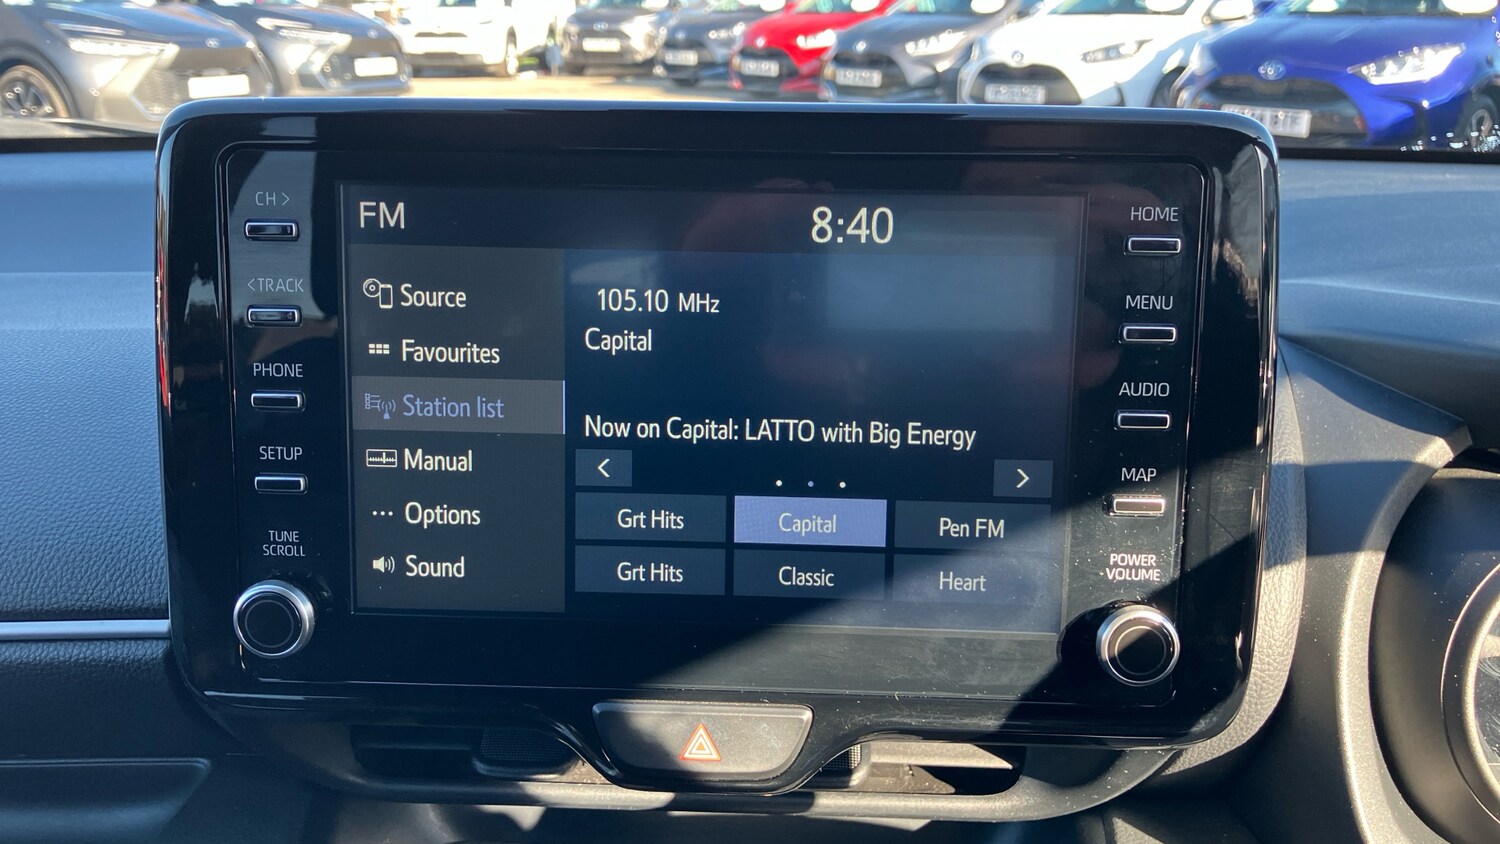 CH >
<TRACK
PHONE
SETUP
TUNE
SCROLL
FM
8:40
Source
Favourites
Station list
Manual
Options
Sound
105.10 MHz
Capital
Now on Capital: LATTO with Big Energy
< >
Grt Hits Capital Pen FM
Grt Hits Classic Heart
HOME
MENU
AUDIO
MAP
POWER
VOLUME